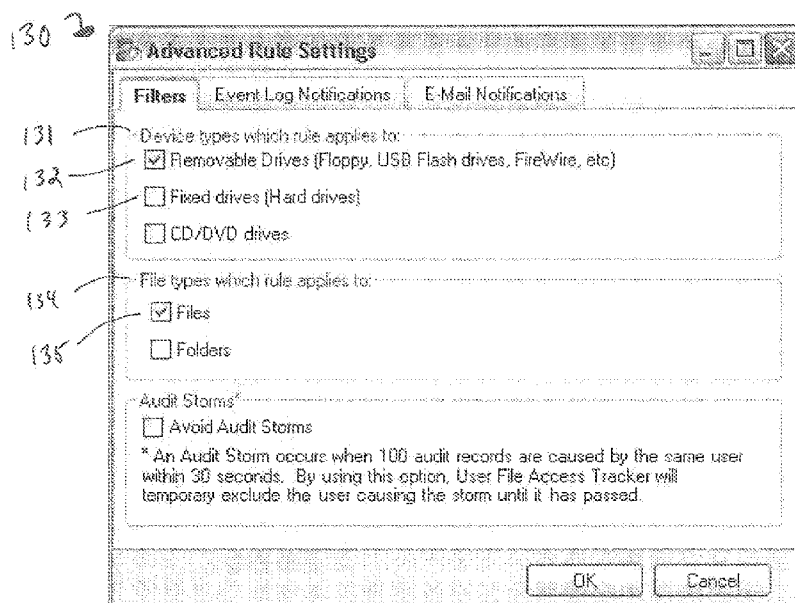 130
Advanced Rule Settings
Filters Event Log Notifications E-Mail Notifications
131
Device types which rule applies to:
132
Removable Drives (Floppy, USB Flash drives, FireWire, etc)
133
Fixed drives (Hard drives)
CD/DVD drives
134
File types which rule applies to:
135
Files
Folders
Audit Storms*
Avoid Audit Storms
* An Audit Storm occurs when 100 audit records are caused by the same user
within 30 seconds. By using this option, User File Access Tracker will
temporary exclude the user causing the storm until it has passed.
OK Cancel